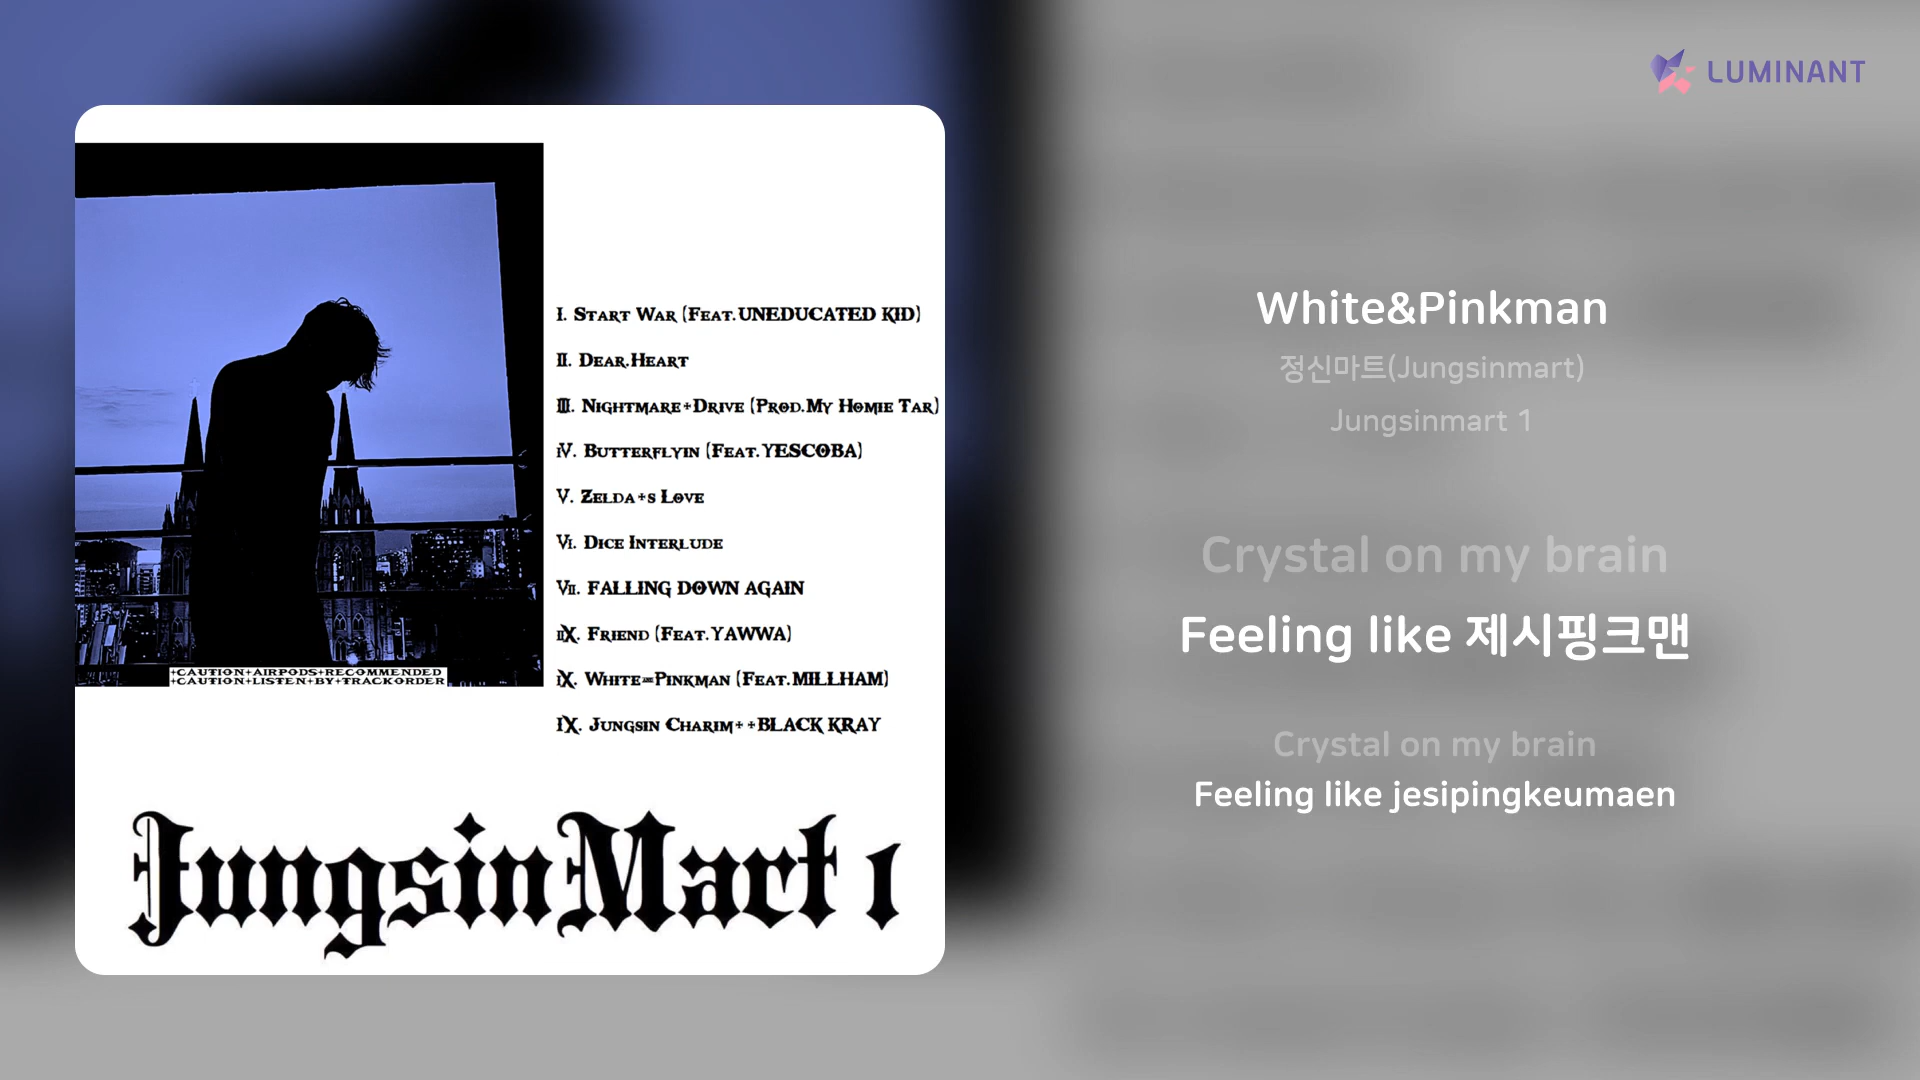 LUMINANT
I. Start War (Feat.UNEDUCATED KID)
II. Dear.Heart
III. Nightmare+Drive (Prod.My Homie Tar)
iV. Butterflyin (Feat.YESCOBA)
V. Zelda+s Love
Vi. Dice Interlude
Vii. FALLING DOWN AGAIN
iiX. Friend (Feat.YAWWA)
iX. White&Pinkman (Feat.MILLHAM)
IX. Jungsin Charim++BLACK KRAY
+CAUTION+AIRPODS+RECOMMENDED
+CAUTION+LISTEN+BY+TRACKORDER
JungsinMart 1
White&Pinkman
정신마트(Jungsinmart)
Jungsinmart 1
Crystal on my brain
Feeling like 제시핑크맨
Crystal on my brain
Feeling like jesipingkeumaen